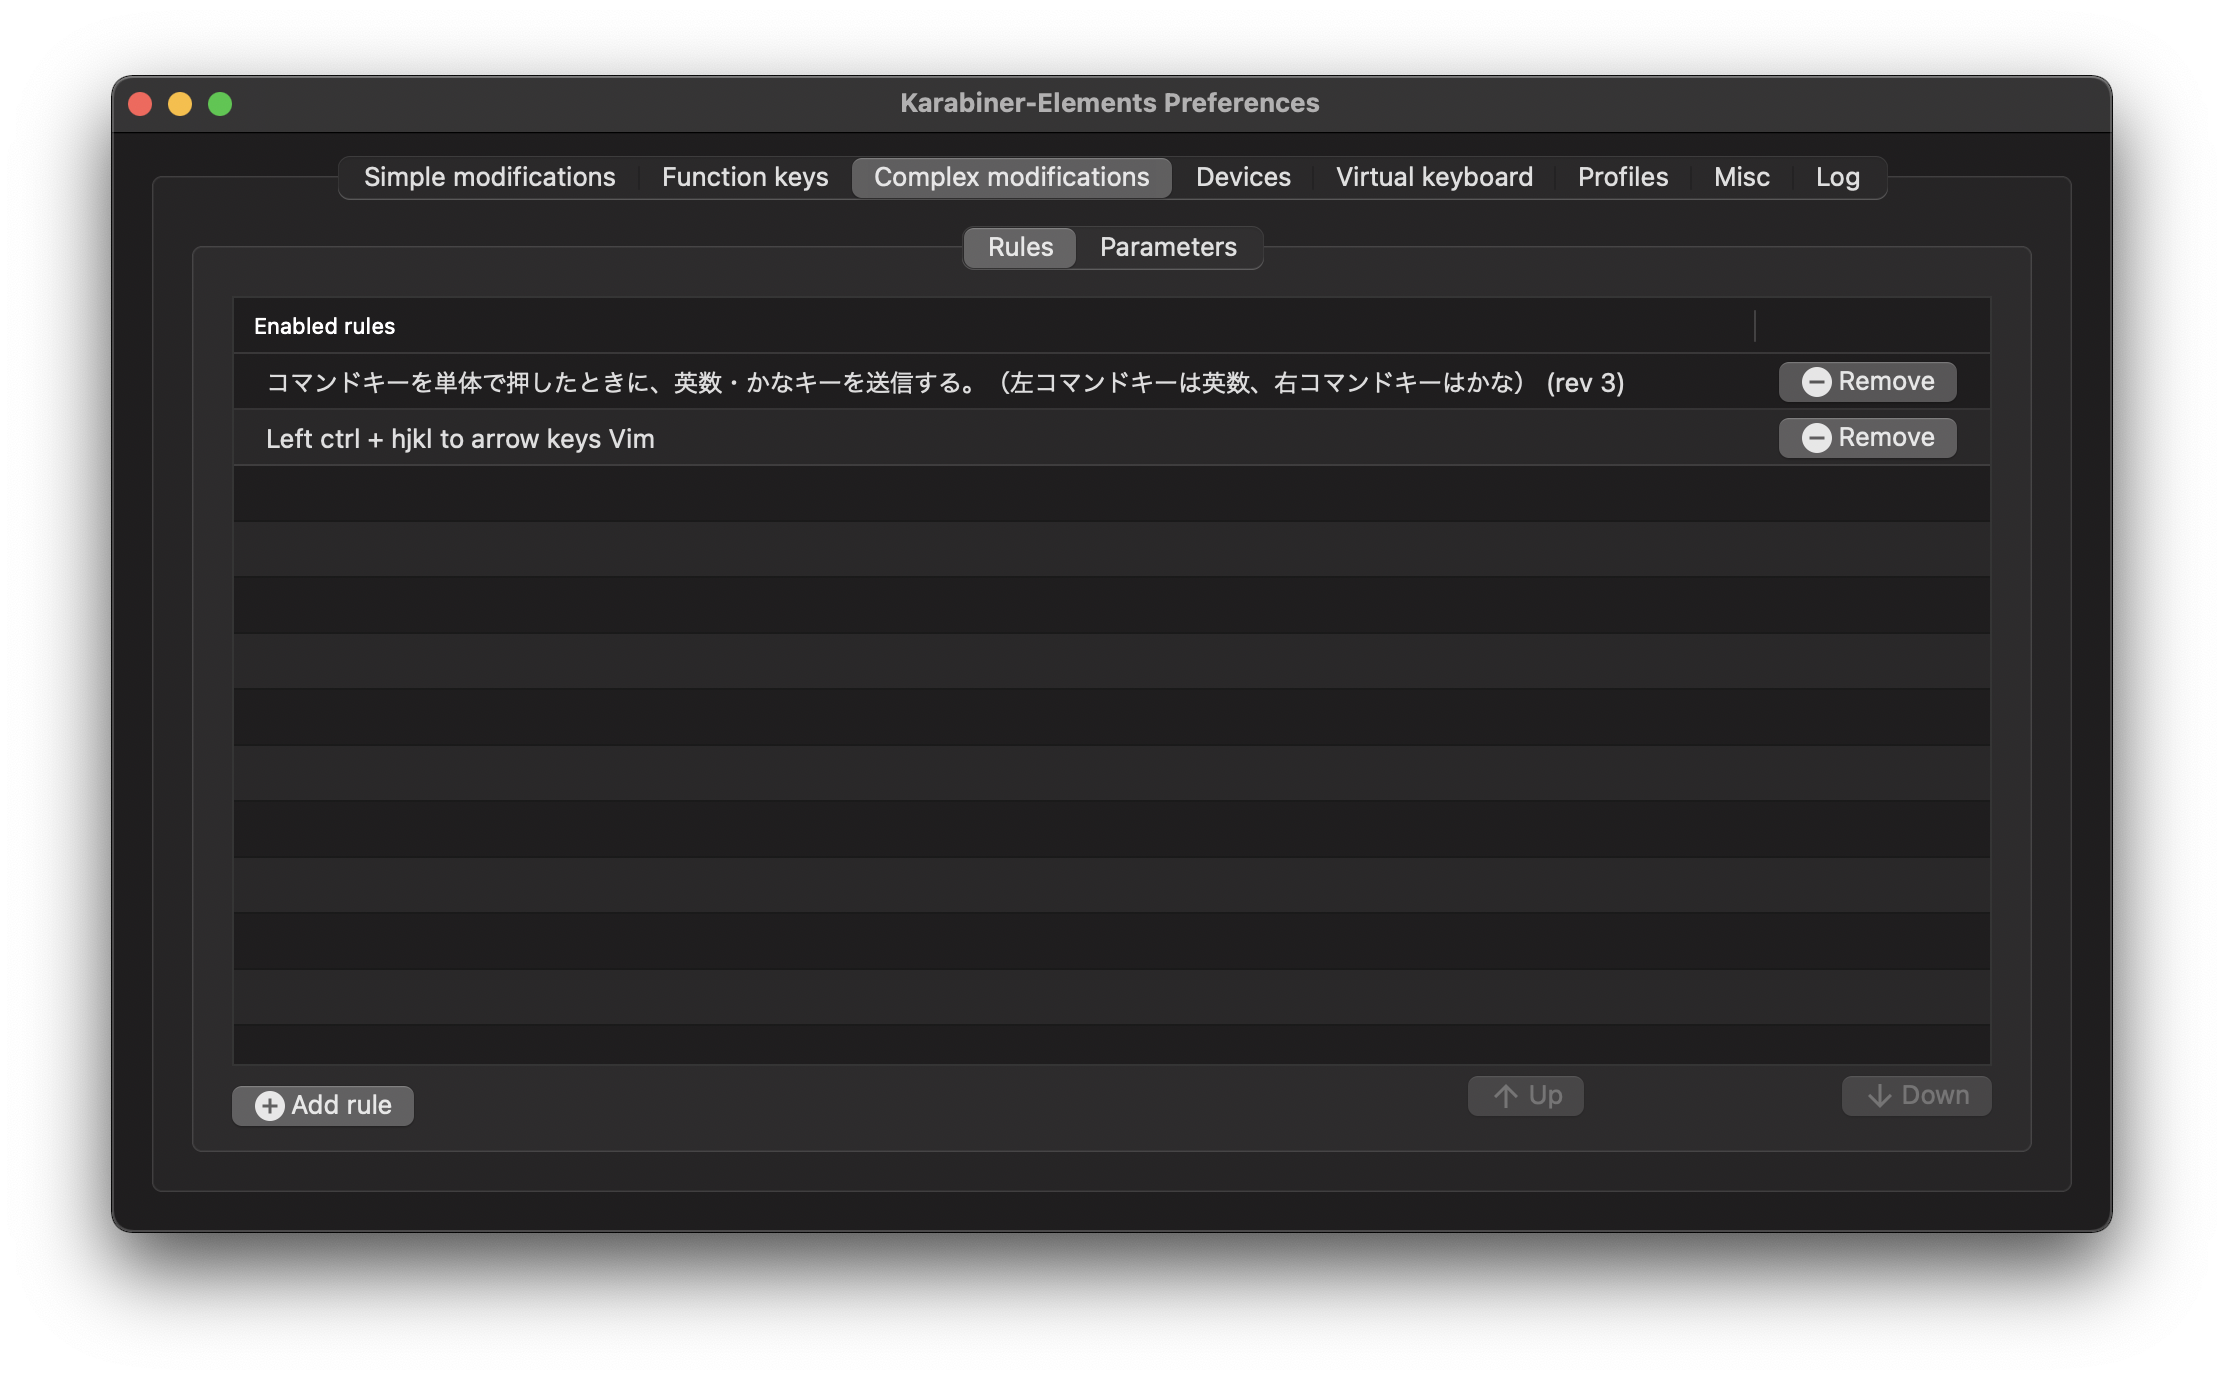 Karabiner-Elements Preferences
Simple modifications Function keys Complex modifications Devices Virtual keyboard Profiles Misc Log
Rules Parameters
Enabled rules
コマンドキーを単体で押したときに、英数・かなキーを送信する。（左コマンドキーは英数、右コマンドキーはかな） (rev 3) Remove
Left ctrl + hjkl to arrow keys Vim Remove
Add rule Up Down